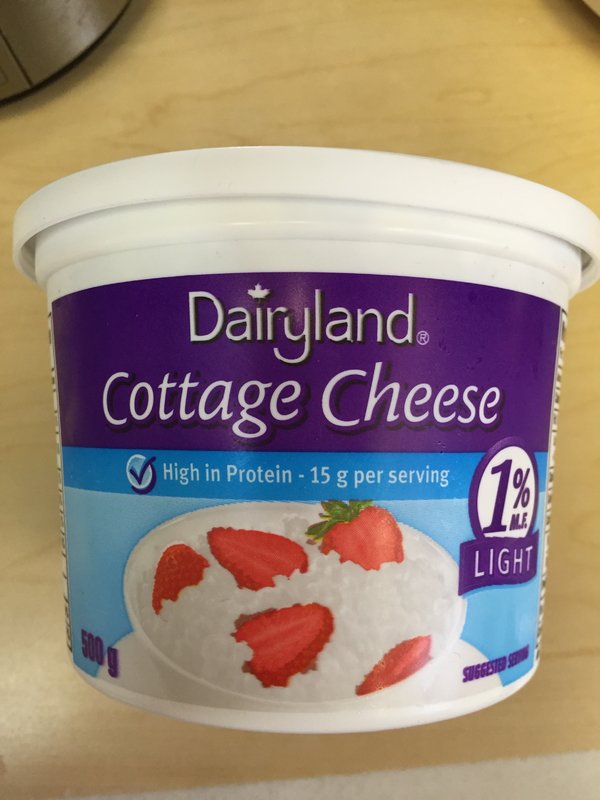 Dairyland®
Cottage Cheese
High in Protein - 15 g per serving
1%
M.F.
LIGHT
500 g
SUGGESTED SERVING